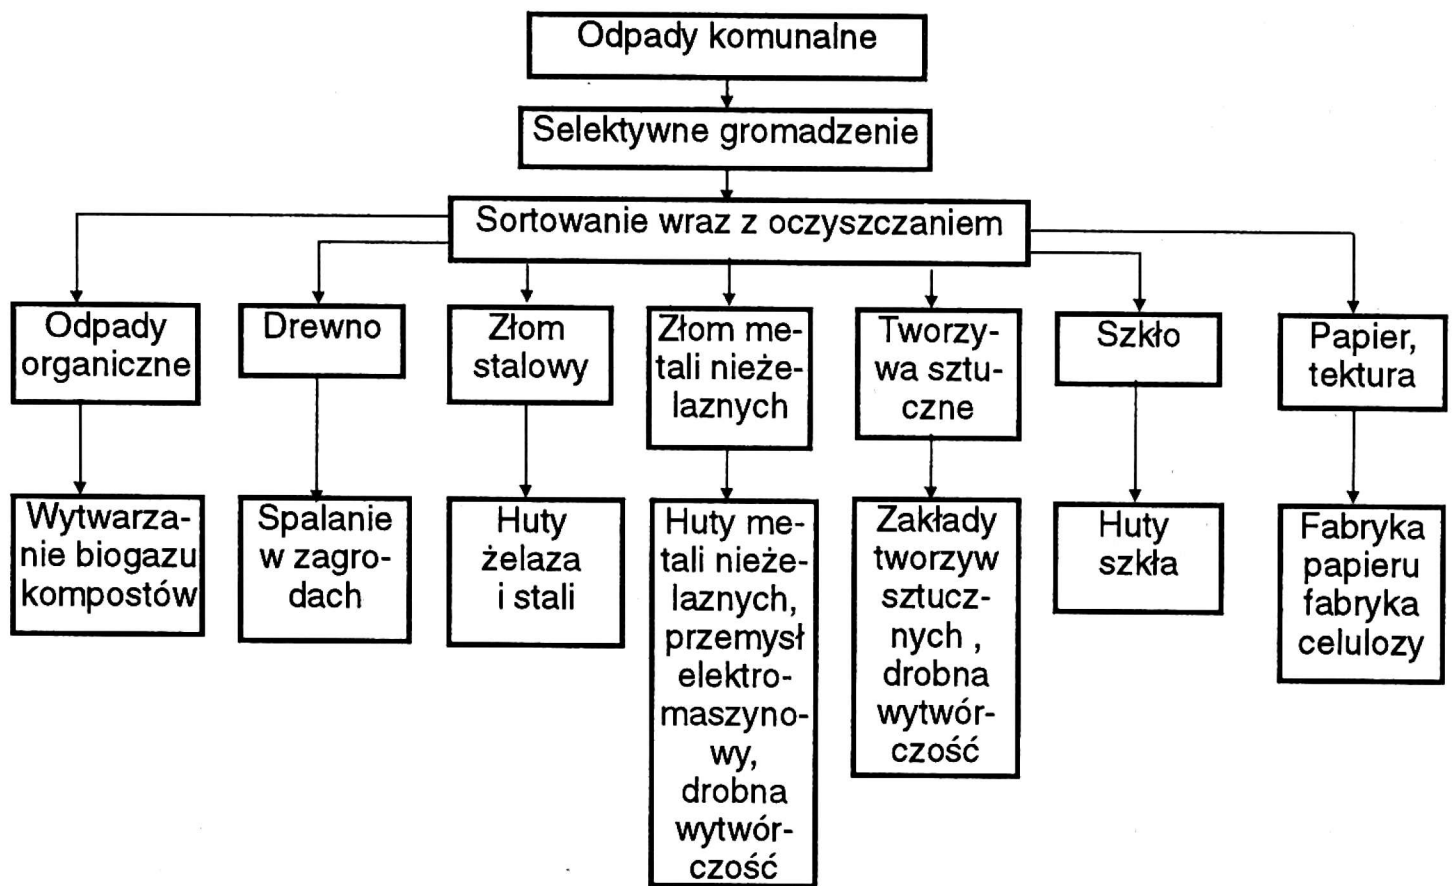 Odpady komunalne
Selektywne gromadzenie
Sortowanie wraz z oczyszczaniem
Odpady
organiczne
Drewno
Złom
stalowy
Złom me-
tali nieże-
laznych
Tworzy-
wa sztu-
czne
Szkło
Papier,
tektura
Wytwarza-
nie biogazu
kompostów
Spalanie
w zagro-
dach
Huty
żelaza
i stali
Huty me-
tali nieże-
laznych,
przemysł
elektro-
maszyno-
wy,
drobna
wytwór-
czość
Zakłady
tworzyw
sztucz-
nych ,
drobna
wytwór-
czość
Huty
szkła
Fabryka
papieru
fabryka
celulozy